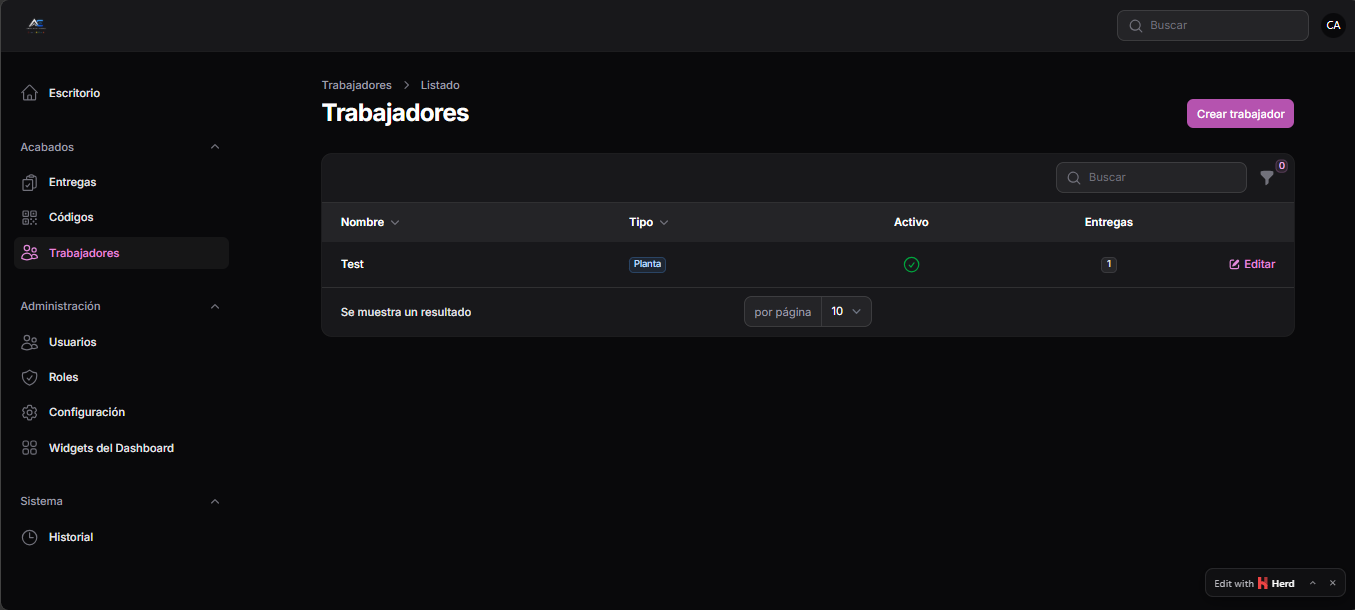 Buscar
CA
Escritorio
Acabados
Entregas
Códigos
Trabajadores
Administración
Usuarios
Roles
Configuración
Widgets del Dashboard
Sistema
Historial
Trabajadores > Listado
Trabajadores
Crear trabajador
Buscar
0
Nombre Tipo Activo Entregas
Test Planta 1 Editar
Se muestra un resultado por página 10
Edit with Herd